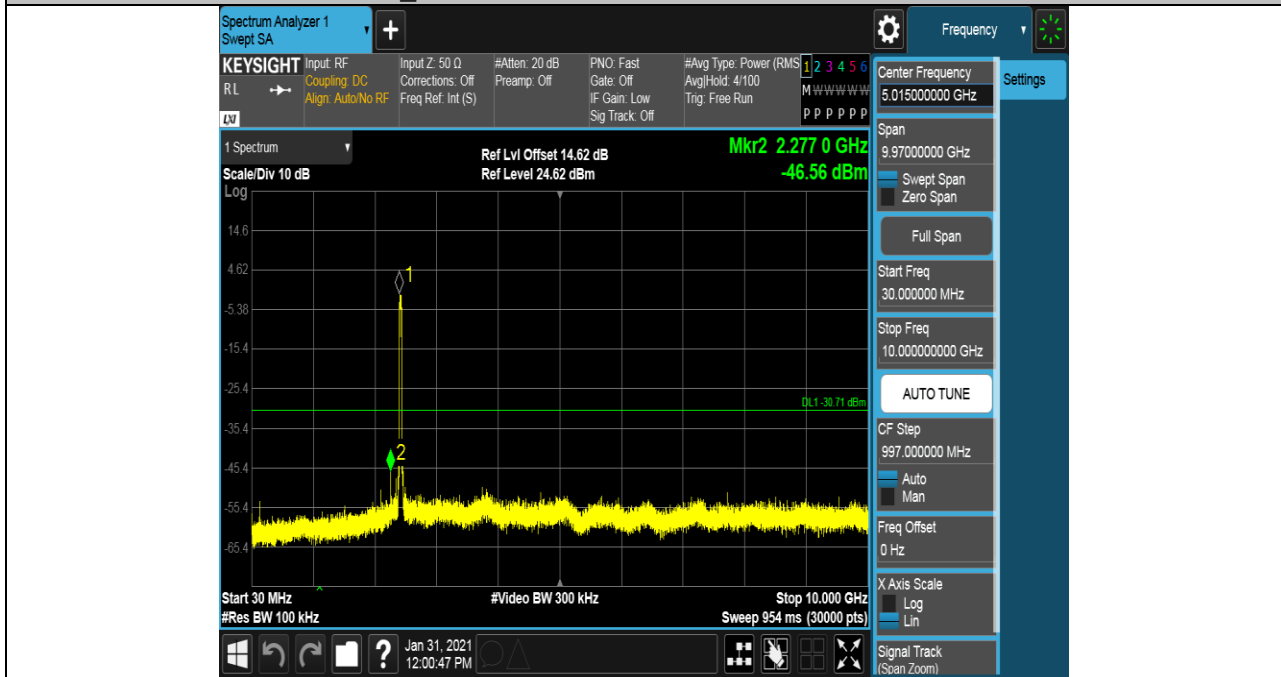 Spectrum Analyzer 1
Swept SA
+
Frequency
KEYSIGHT
RL
LXI
Input: RF
Coupling: DC
Align: Auto/No RF
Input Z: 50 Ω
Corrections: Off
Freq Ref: Int (S)
#Atten: 20 dB
Preamp: Off
PNO: Fast
Gate: Off
IF Gain: Low
Sig Track: Off
#Avg Type: Power (RMS
Avg|Hold: 4/100
Trig: Free Run
1 2 3 4 5 6
M W W W W W
P P P P P P
1 Spectrum
Scale/Div 10 dB
Log
Ref Lvl Offset 14.62 dB
Ref Level 24.62 dBm
Mkr2 2.277 0 GHz
-46.56 dBm
14.6
4.62
-5.38
-15.4
-25.4
-35.4
-45.4
-55.4
-65.4
1
2
DL1 -30.71 dBm
Start 30 MHz
#Res BW 100 kHz
#Video BW 300 kHz
Stop 10.000 GHz
Sweep 954 ms (30000 pts)
?
Jan 31, 2021
12:00:47 PM
Center Frequency
5.015000000 GHz
Settings
Span
9.97000000 GHz
Swept Span
Zero Span
Full Span
Start Freq
30.000000 MHz
Stop Freq
10.000000000 GHz
AUTO TUNE
CF Step
997.000000 MHz
Auto
Man
Freq Offset
0 Hz
X Axis Scale
Log
Lin
Signal Track
(Span Zoom)